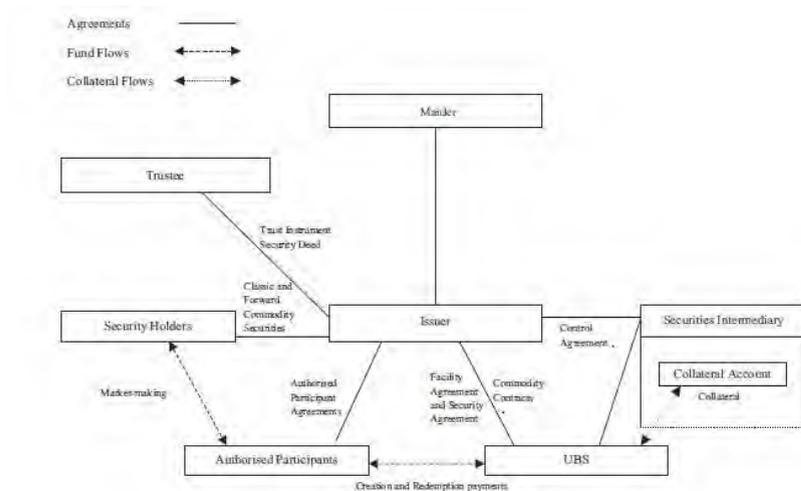 Agreements
Fund Flows
Collateral Flows
Trustee
Trust Instrument
Security Deed
Classic and
Forward
Commodity
Securities
Security Holders
Issuer
Securities Intermediary
Control
Agreement
Collateral Account
Collateral
Market-making
Authorised
Participant
Agreements
Facility
Agreement
and Security
Agreement
Commodity
Contracts
Authorised Participants
UBS
Creation and Redemption payments